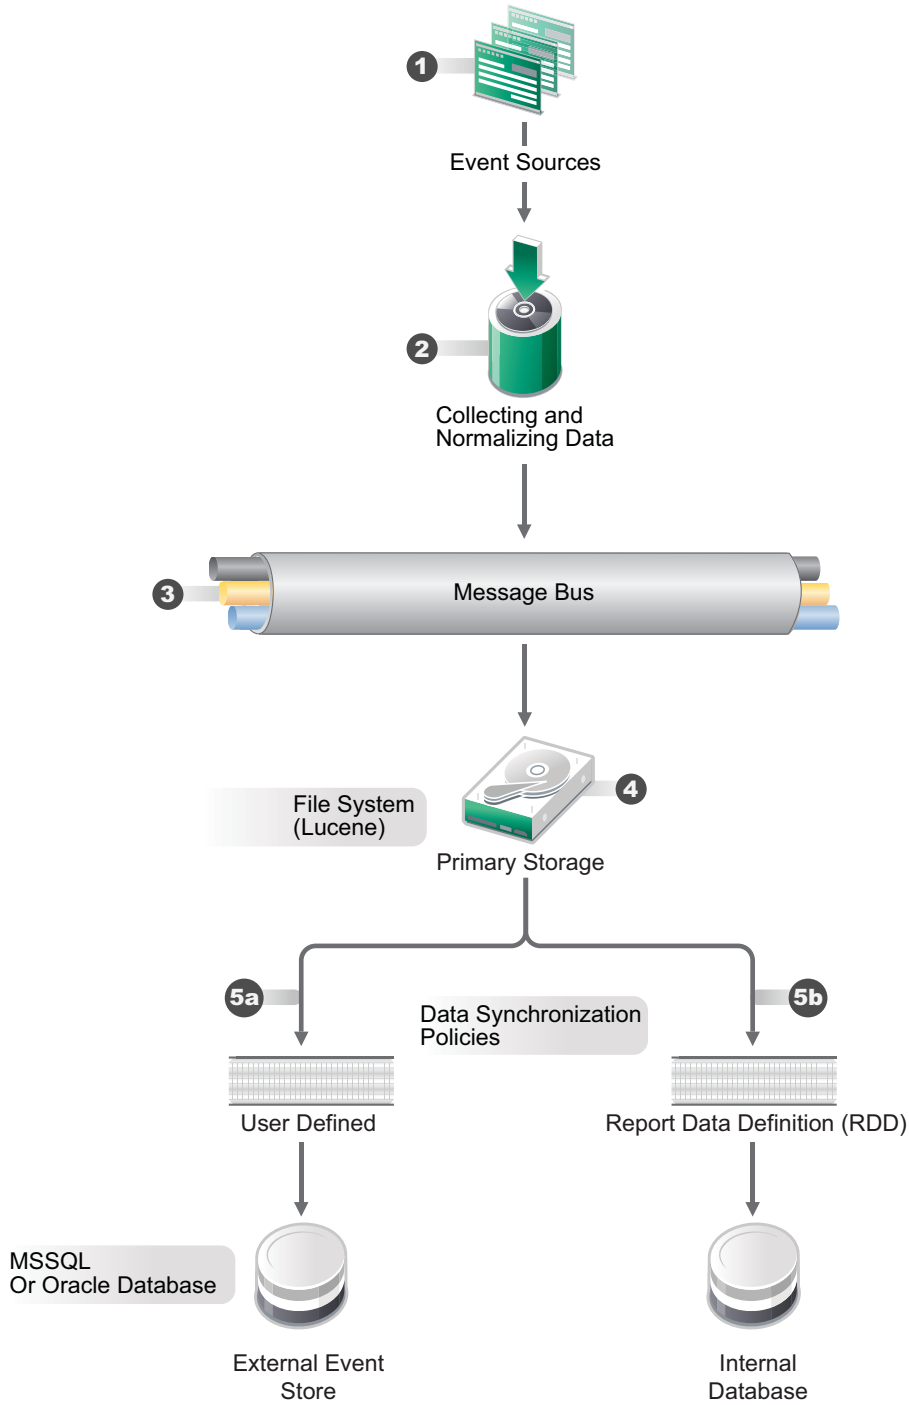 1
Event Sources
2
Collecting and
Normalizing Data
3
Message Bus
4
File System
(Lucene)
Primary Storage
5a
5b
Data Synchronization
Policies
User Defined
Report Data Definition (RDD)
MSSQL
Or Oracle Database
External Event
Store
Internal
Database